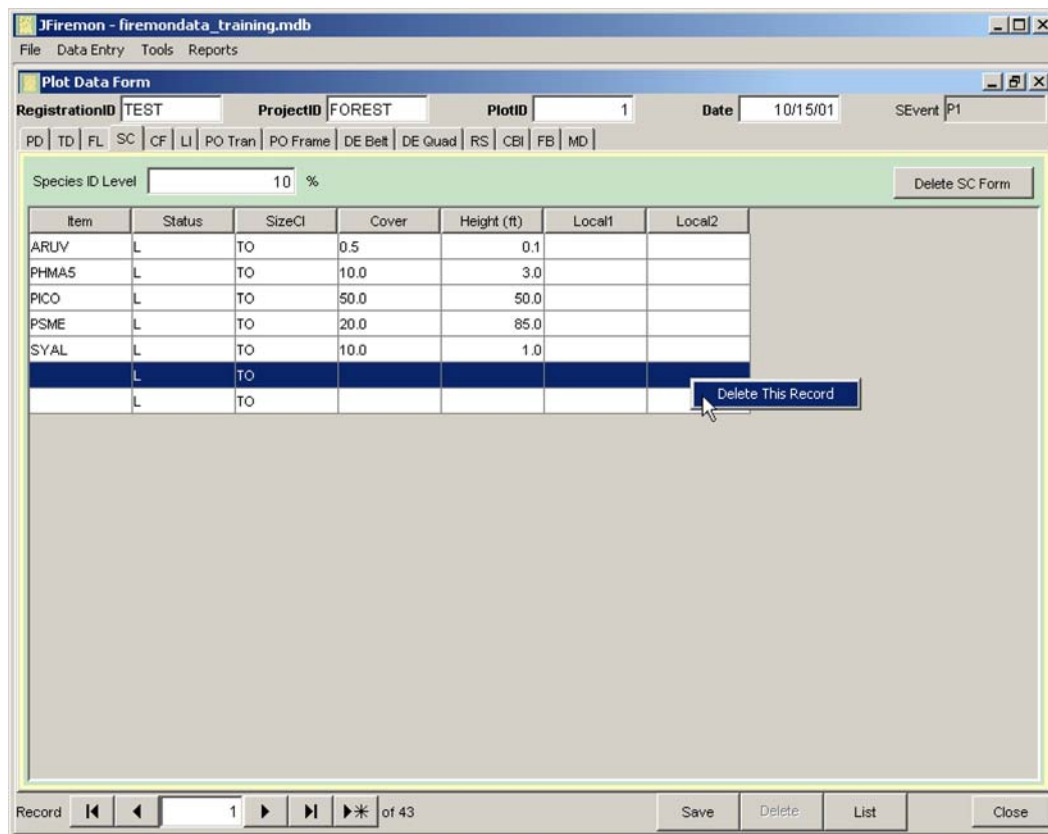 JFiremon - firemondata_training.mdb
File Data Entry Tools Reports
Plot Data Form
RegistrationID TEST ProjectID FOREST PlotID 1 Date 10/15/01 SEvent P1
PD TD FL SC CF LI PO Tran PO Frame DE Belt DE Quad RS CBI FB MD
Species ID Level 10 % Delete SC Form
Item Status SizeCl Cover Height (ft) Local1 Local2
ARUV L TO 0.5 0.1
PHMA5 L TO 10.0 3.0
PICO L TO 50.0 50.0
PSME L TO 20.0 85.0
SYAL L TO 10.0 1.0
L TO
Delete This Record
L TO
Record 1 of 43 Save Delete List Close